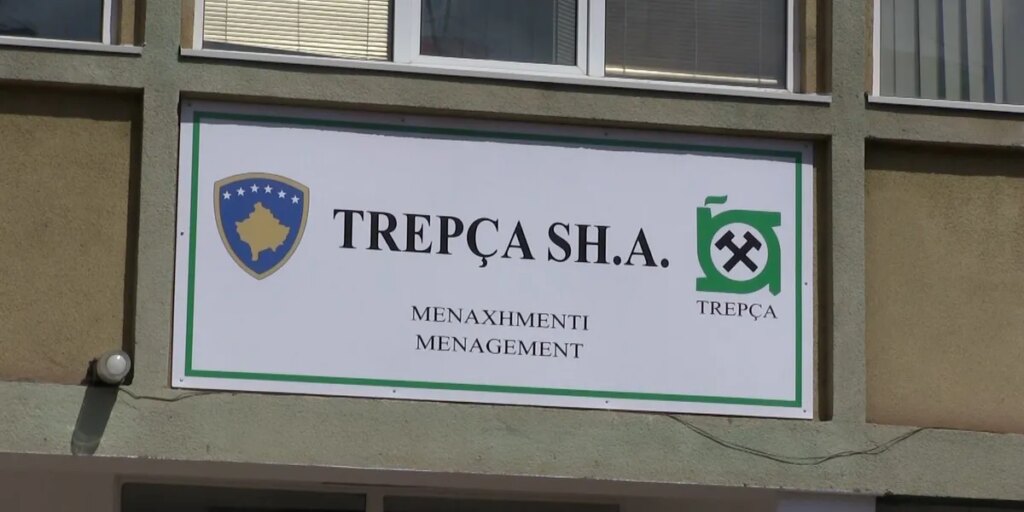 TREPÇA SH.A.
TREPÇA
MENAXHMENTI
MENAGEMENT